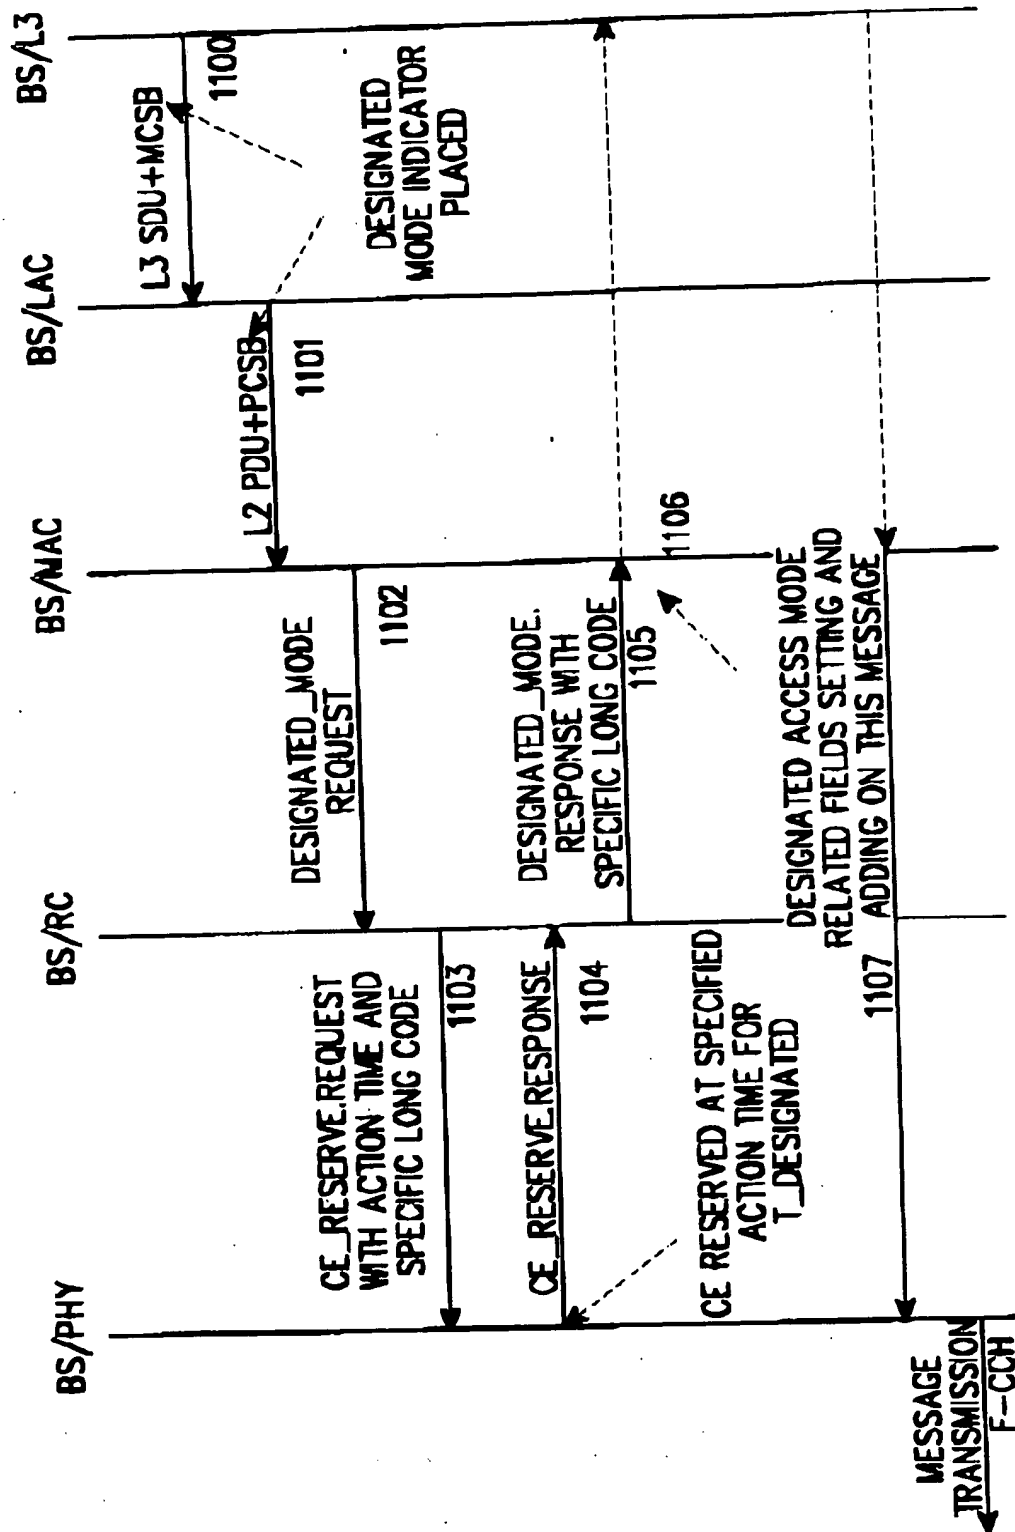 BS/PHY
BS/RC
BS/MAC
BS/LAC
BS/L3
L3 SDU+MCSB
1100
L2 PDU+PCSB
1101
DESIGNATED
MODE INDICATOR
PLACED
DESIGNATED_MODE
REQUEST
1102
CE_RESERVE.REQUEST
WITH ACTION TIME AND
SPECIFIC LONG CODE
1103
CE_RESERVE.RESPONSE
1104
DESIGNATED_MODE.
RESPONSE WITH
SPECIFIC LONG CODE
1105
1106
CE RESERVED AT SPECIFIED
ACTION TIME FOR
T_DESIGNATED
DESIGNATED ACCESS MODE
RELATED FIELDS SETTING AND
ADDING ON THIS MESSAGE
1107
MESSAGE
TRANSMISSION
F-CCH